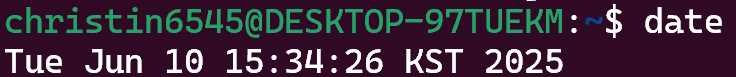 christin6545@DESKTOP-97TUEKM:~$ date
Tue Jun 10 15:34:26 KST 2025